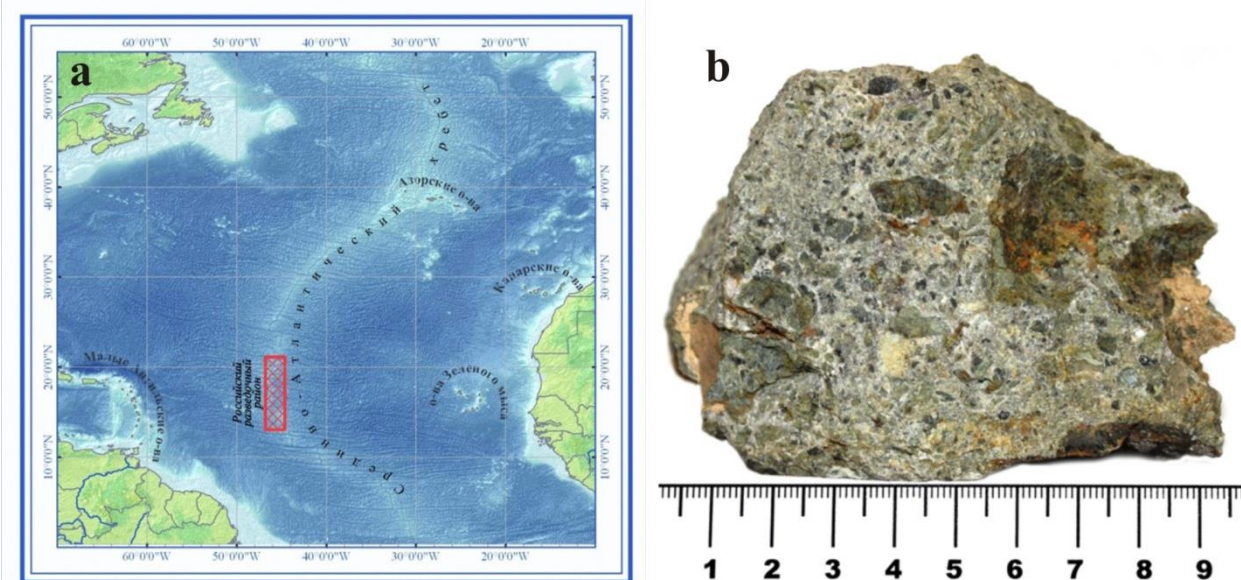 a
60°0'0"W 50°0'0"W 40°0'0"W 30°0'0"W 20°0'0"W
50°0'0"N
40°0'0"N
30°0'0"N
20°0'0"N
10°0'0"N
50°0'0"N
40°0'0"N
30°0'0"N
20°0'0"N
10°0'0"N
Средино-Атлантический хребет
Азорские о-ва
Канарские о-ва
о-ва Зелёного мыса
Малые Антильские о-ва
Российский
разведочный
район
60°0'0"W 50°0'0"W 40°0'0"W 30°0'0"W 20°0'0"W
b
1 2 3 4 5 6 7 8 9